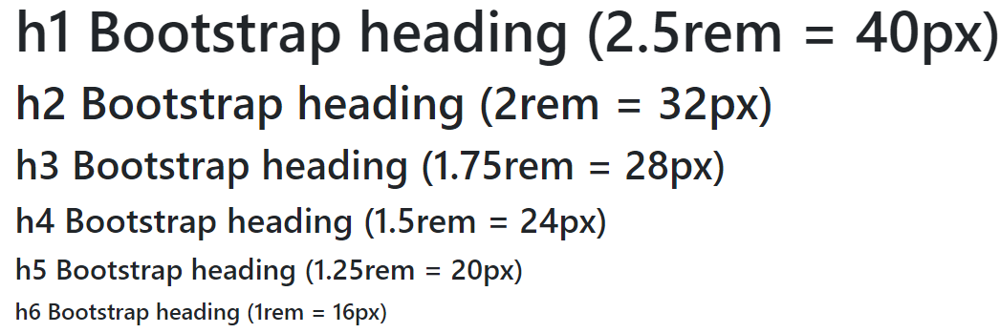 h1 Bootstrap heading (2.5rem = 40px)
h2 Bootstrap heading (2rem = 32px)
h3 Bootstrap heading (1.75rem = 28px)
h4 Bootstrap heading (1.5rem = 24px)
h5 Bootstrap heading (1.25rem = 20px)
h6 Bootstrap heading (1rem = 16px)